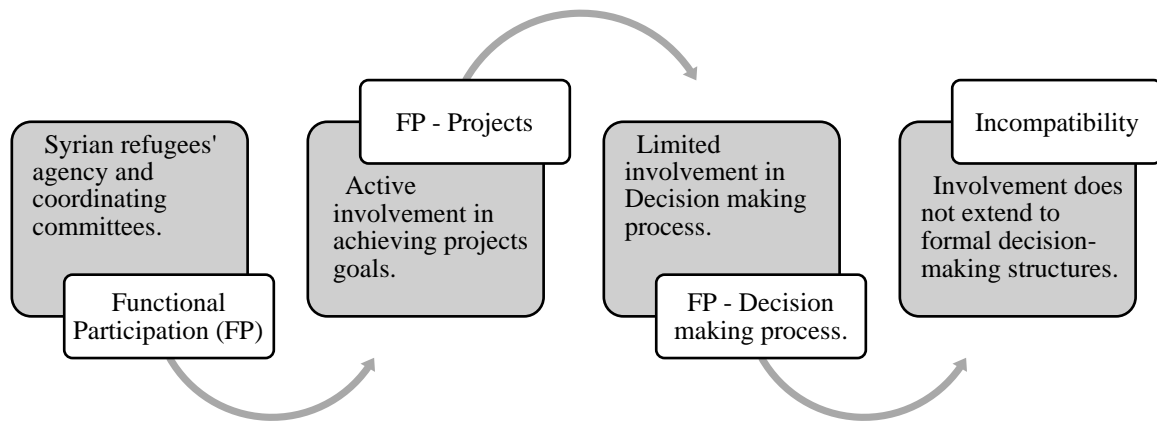 Syrian refugees'
agency and
coordinating
committees.
Functional
Participation (FP)
FP - Projects
Active
involvement in
achieving projects
goals.
Limited
involvement in
Decision making
process.
FP - Decision
making process.
Incompatibility
Involvement does
not extend to
formal decision-
making structures.